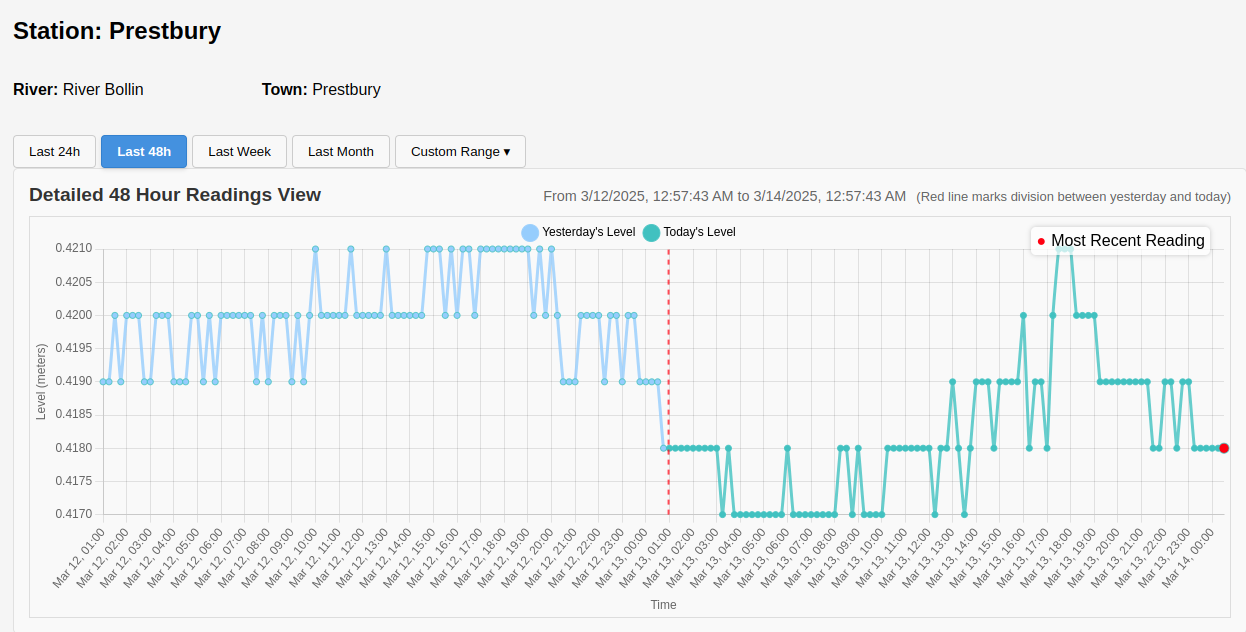 Station: Prestbury
River: River Bollin Town: Prestbury
Last 24h Last 48h Last Week Last Month Custom Range ▾
Detailed 48 Hour Readings View From 3/12/2025, 12:57:43 AM to 3/14/2025, 12:57:43 AM (Red line marks division between yesterday and today)
Yesterday's Level Today's Level
Most Recent Reading
0.4210
0.4205
0.4200
0.4195
0.4190
0.4185
0.4180
0.4175
0.4170
Level (meters)
Mar 12, 01:00
Mar 12, 02:00
Mar 12, 03:00
Mar 12, 04:00
Mar 12, 05:00
Mar 12, 06:00
Mar 12, 07:00
Mar 12, 08:00
Mar 12, 09:00
Mar 12, 10:00
Mar 12, 11:00
Mar 12, 12:00
Mar 12, 13:00
Mar 12, 14:00
Mar 12, 15:00
Mar 12, 16:00
Mar 12, 17:00
Mar 12, 18:00
Mar 12, 19:00
Mar 12, 20:00
Mar 12, 21:00
Mar 12, 22:00
Mar 12, 23:00
Mar 13, 00:00
Mar 13, 01:00
Mar 13, 02:00
Mar 13, 03:00
Mar 13, 04:00
Mar 13, 05:00
Mar 13, 06:00
Mar 13, 07:00
Mar 13, 08:00
Mar 13, 09:00
Mar 13, 10:00
Mar 13, 11:00
Mar 13, 12:00
Mar 13, 13:00
Mar 13, 14:00
Mar 13, 15:00
Mar 13, 16:00
Mar 13, 17:00
Mar 13, 18:00
Mar 13, 19:00
Mar 13, 20:00
Mar 13, 21:00
Mar 13, 22:00
Mar 13, 23:00
Mar 14, 00:00
Time